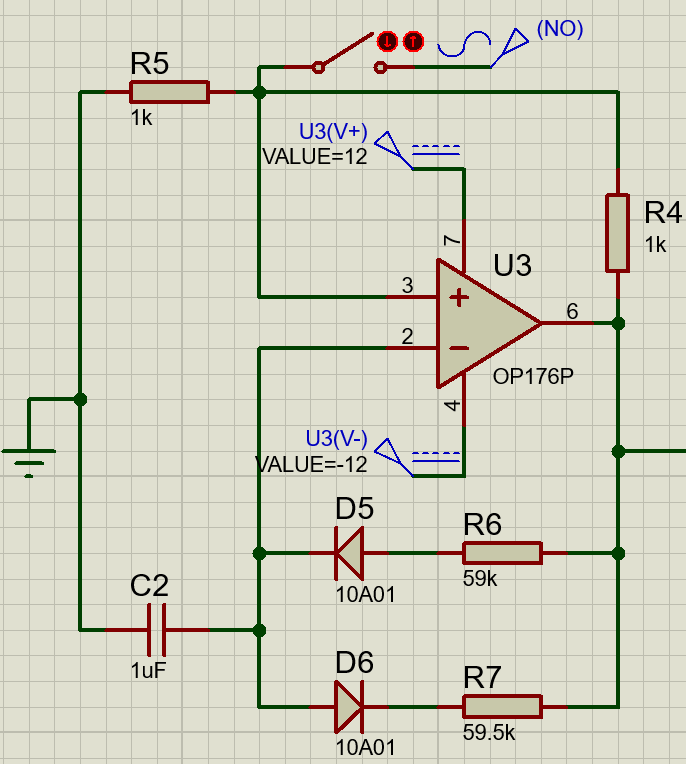 (NO)
R5
1k
U3(V+)
VALUE=12
R4
1k
7
U3
3
2
6
OP176P
4
U3(V-)
VALUE=-12
D5
10A01
R6
59k
C2
1uF
D6
10A01
R7
59.5k